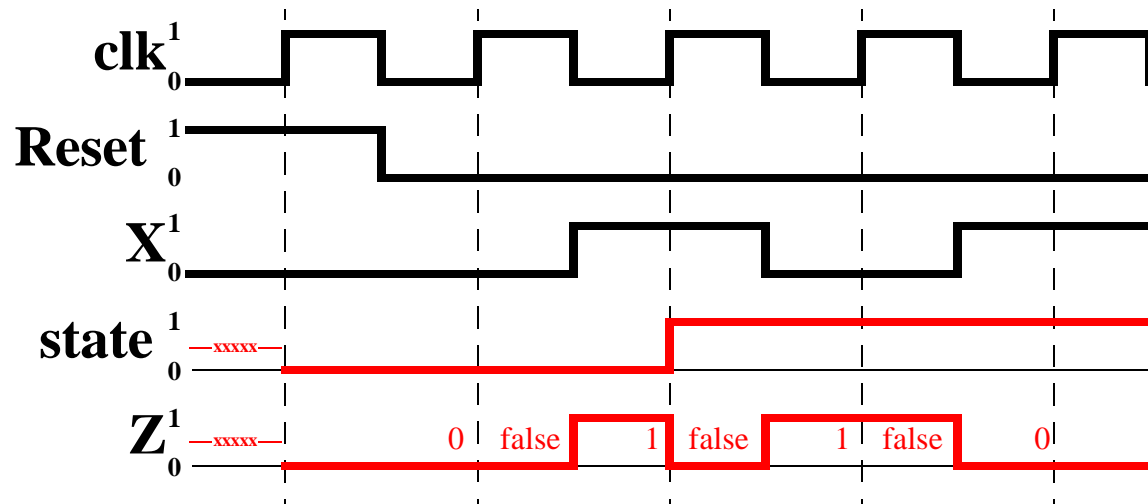 clk 1
0
Reset 1
0
X 1
0
state 1
xxxxx
0
Z 1
xxxxx 0 false 1 false 1 false 0
0